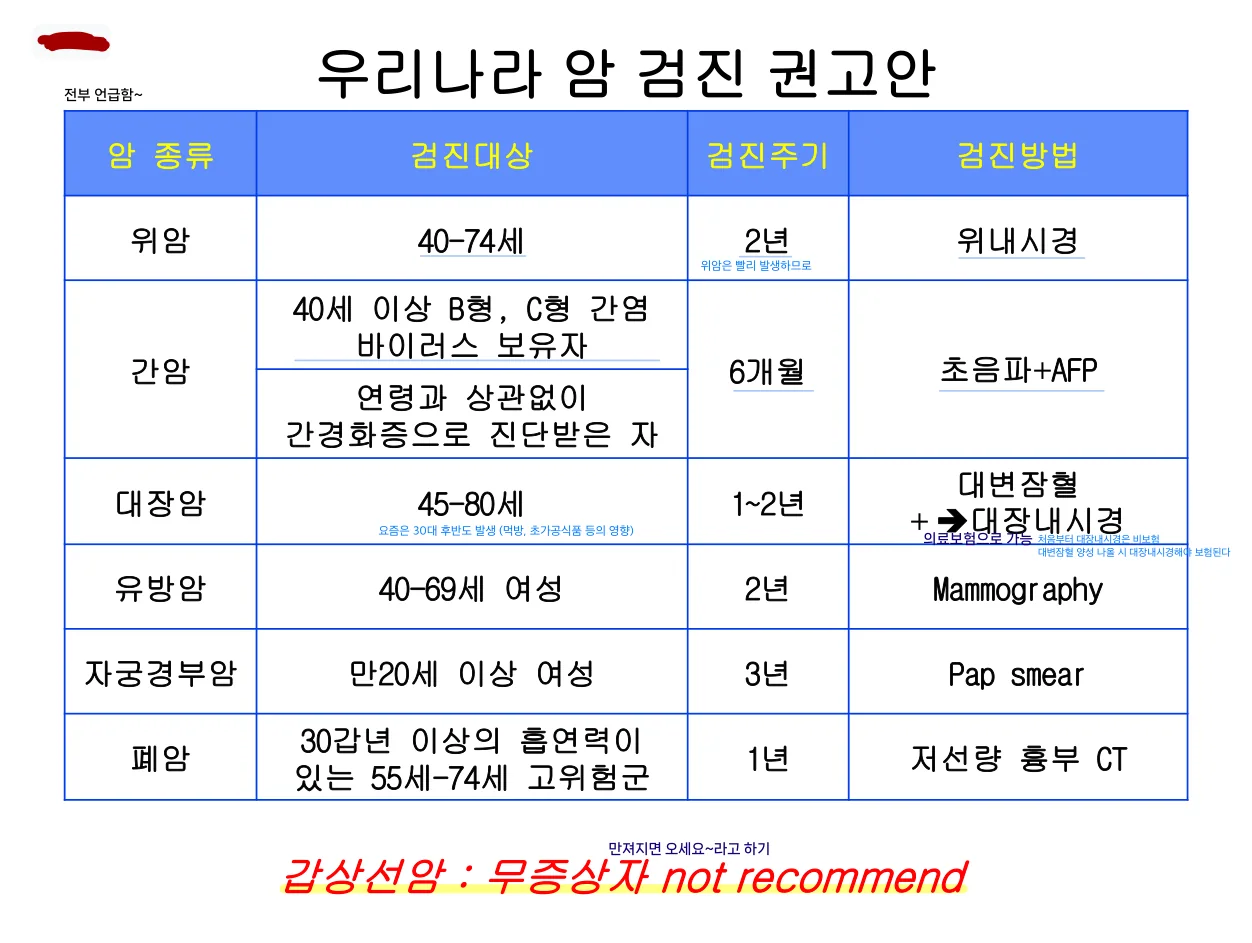 우리나라 암 검진 권고안
전부 언급함~
암 종류 검진대상 검진주기 검진방법
위암 40-74세 2년 위내시경
위암은 빨리 발생하므로
간암 40세 이상 B형, C형 간염
바이러스 보유자
연령과 상관없이
간경화증으로 진단받은 자
6개월 초음파+AFP
대장암 45-80세 1~2년 대변잠혈
+ ➔대장내시경
요즘은 30대 후반도 발생 (먹방, 초가공식품 등의 영향)
의료보험으로 가능 처음부터 대장내시경은 비보험
대변잠혈 양성 나올 시 대장내시경해야 보험된다
유방암 40-69세 여성 2년 Mammography
자궁경부암 만20세 이상 여성 3년 Pap smear
폐암 30갑년 이상의 흡연력이
있는 55세-74세 고위험군
1년 저선량 흉부 CT
만져지면 오세요~라고 하기
갑상선암 : 무증상자 not recommend